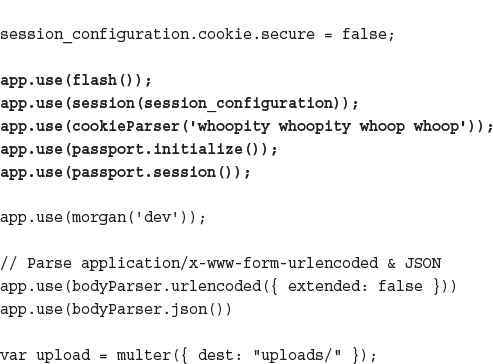 session_configuration.cookie.secure = false;
app.use(flash());
app.use(session(session_configuration));
app.use(cookieParser('whoopity whoopity whoop whoop'));
app.use(passport.initialize());
app.use(passport.session());
app.use(morgan('dev'));
// Parse application/x-www-form-urlencoded & JSON
app.use(bodyParser.urlencoded({ extended: false }))
app.use(bodyParser.json())
var upload = multer({ dest: "uploads/" });